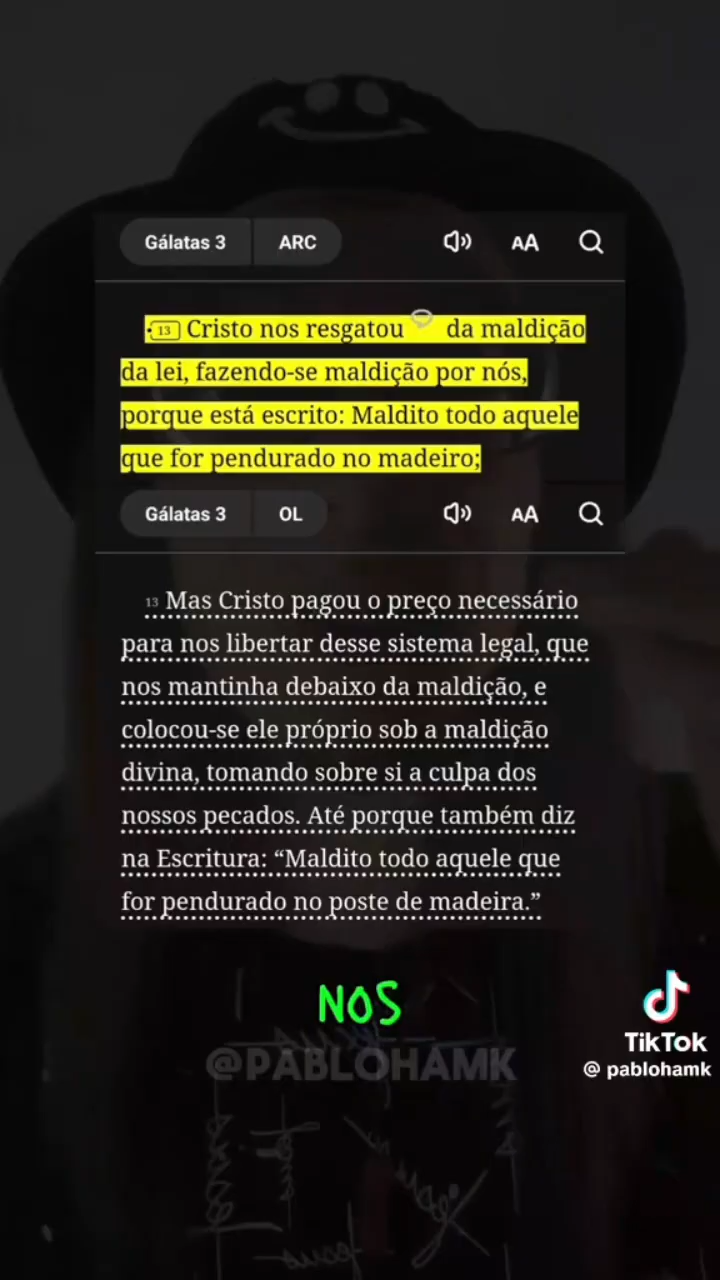 Gálatas 3 ARC AA
13 Cristo nos resgatou da maldição
da lei, fazendo-se maldição por nós,
porque está escrito: Maldito todo aquele
que for pendurado no madeiro;
Gálatas 3 OL AA
13 Mas Cristo pagou o preço necessário
para nos libertar desse sistema legal, que
nos mantinha debaixo da maldição, e
colocou-se ele próprio sob a maldição
divina, tomando sobre si a culpa dos
nossos pecados. Até porque também diz
na Escritura: “Maldito todo aquele que
for pendurado no poste de madeira.”
NOS
@PABLOHAMK
TikTok
@ pablohamk